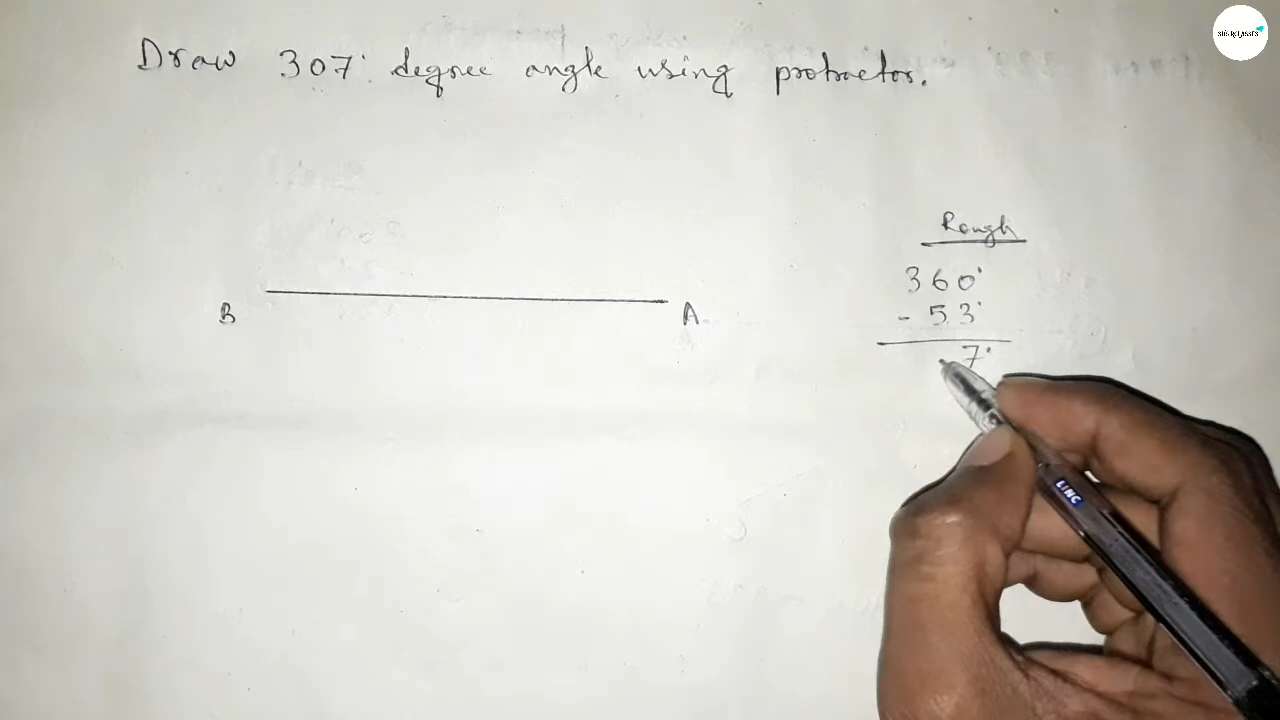 Draw 307° degree angle using protractor.
Rough
360°
- 53°
7°
B
A
LINC